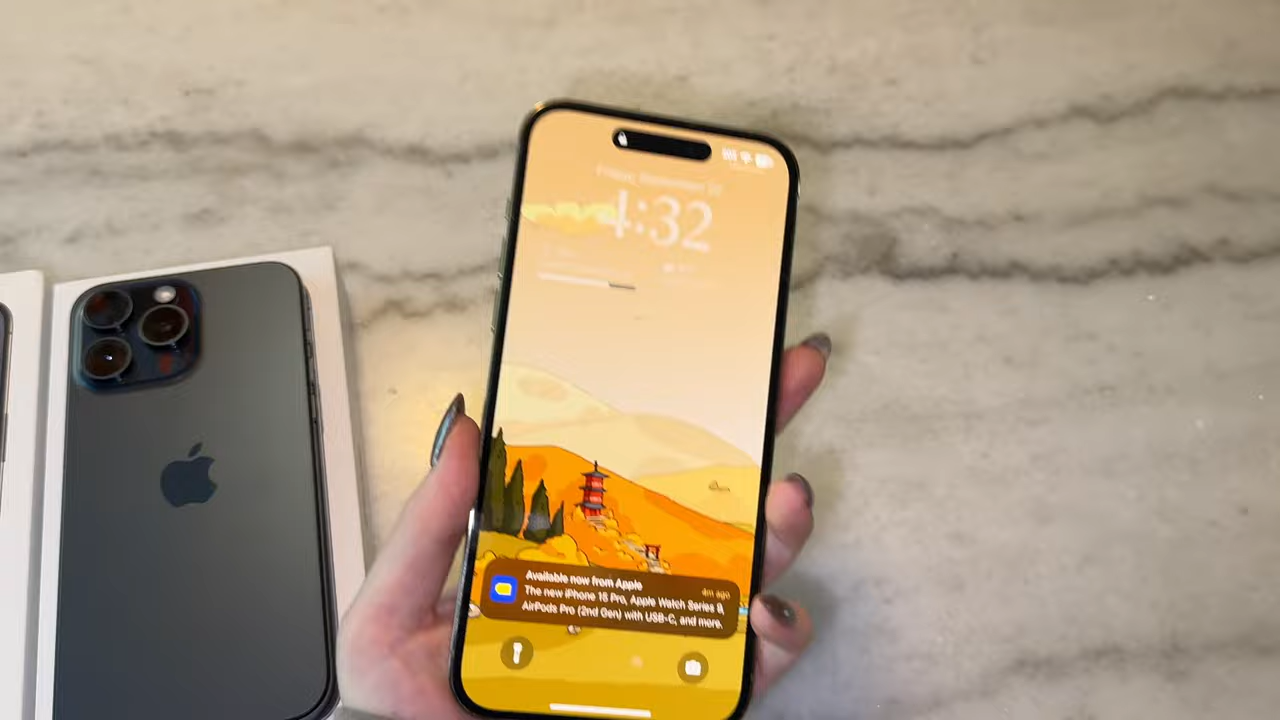 4:32
Available now from Apple
4m ago
The new iPhone 15 Pro, Apple Watch Series 9,
AirPods Pro (2nd Gen) with USB-C, and more.